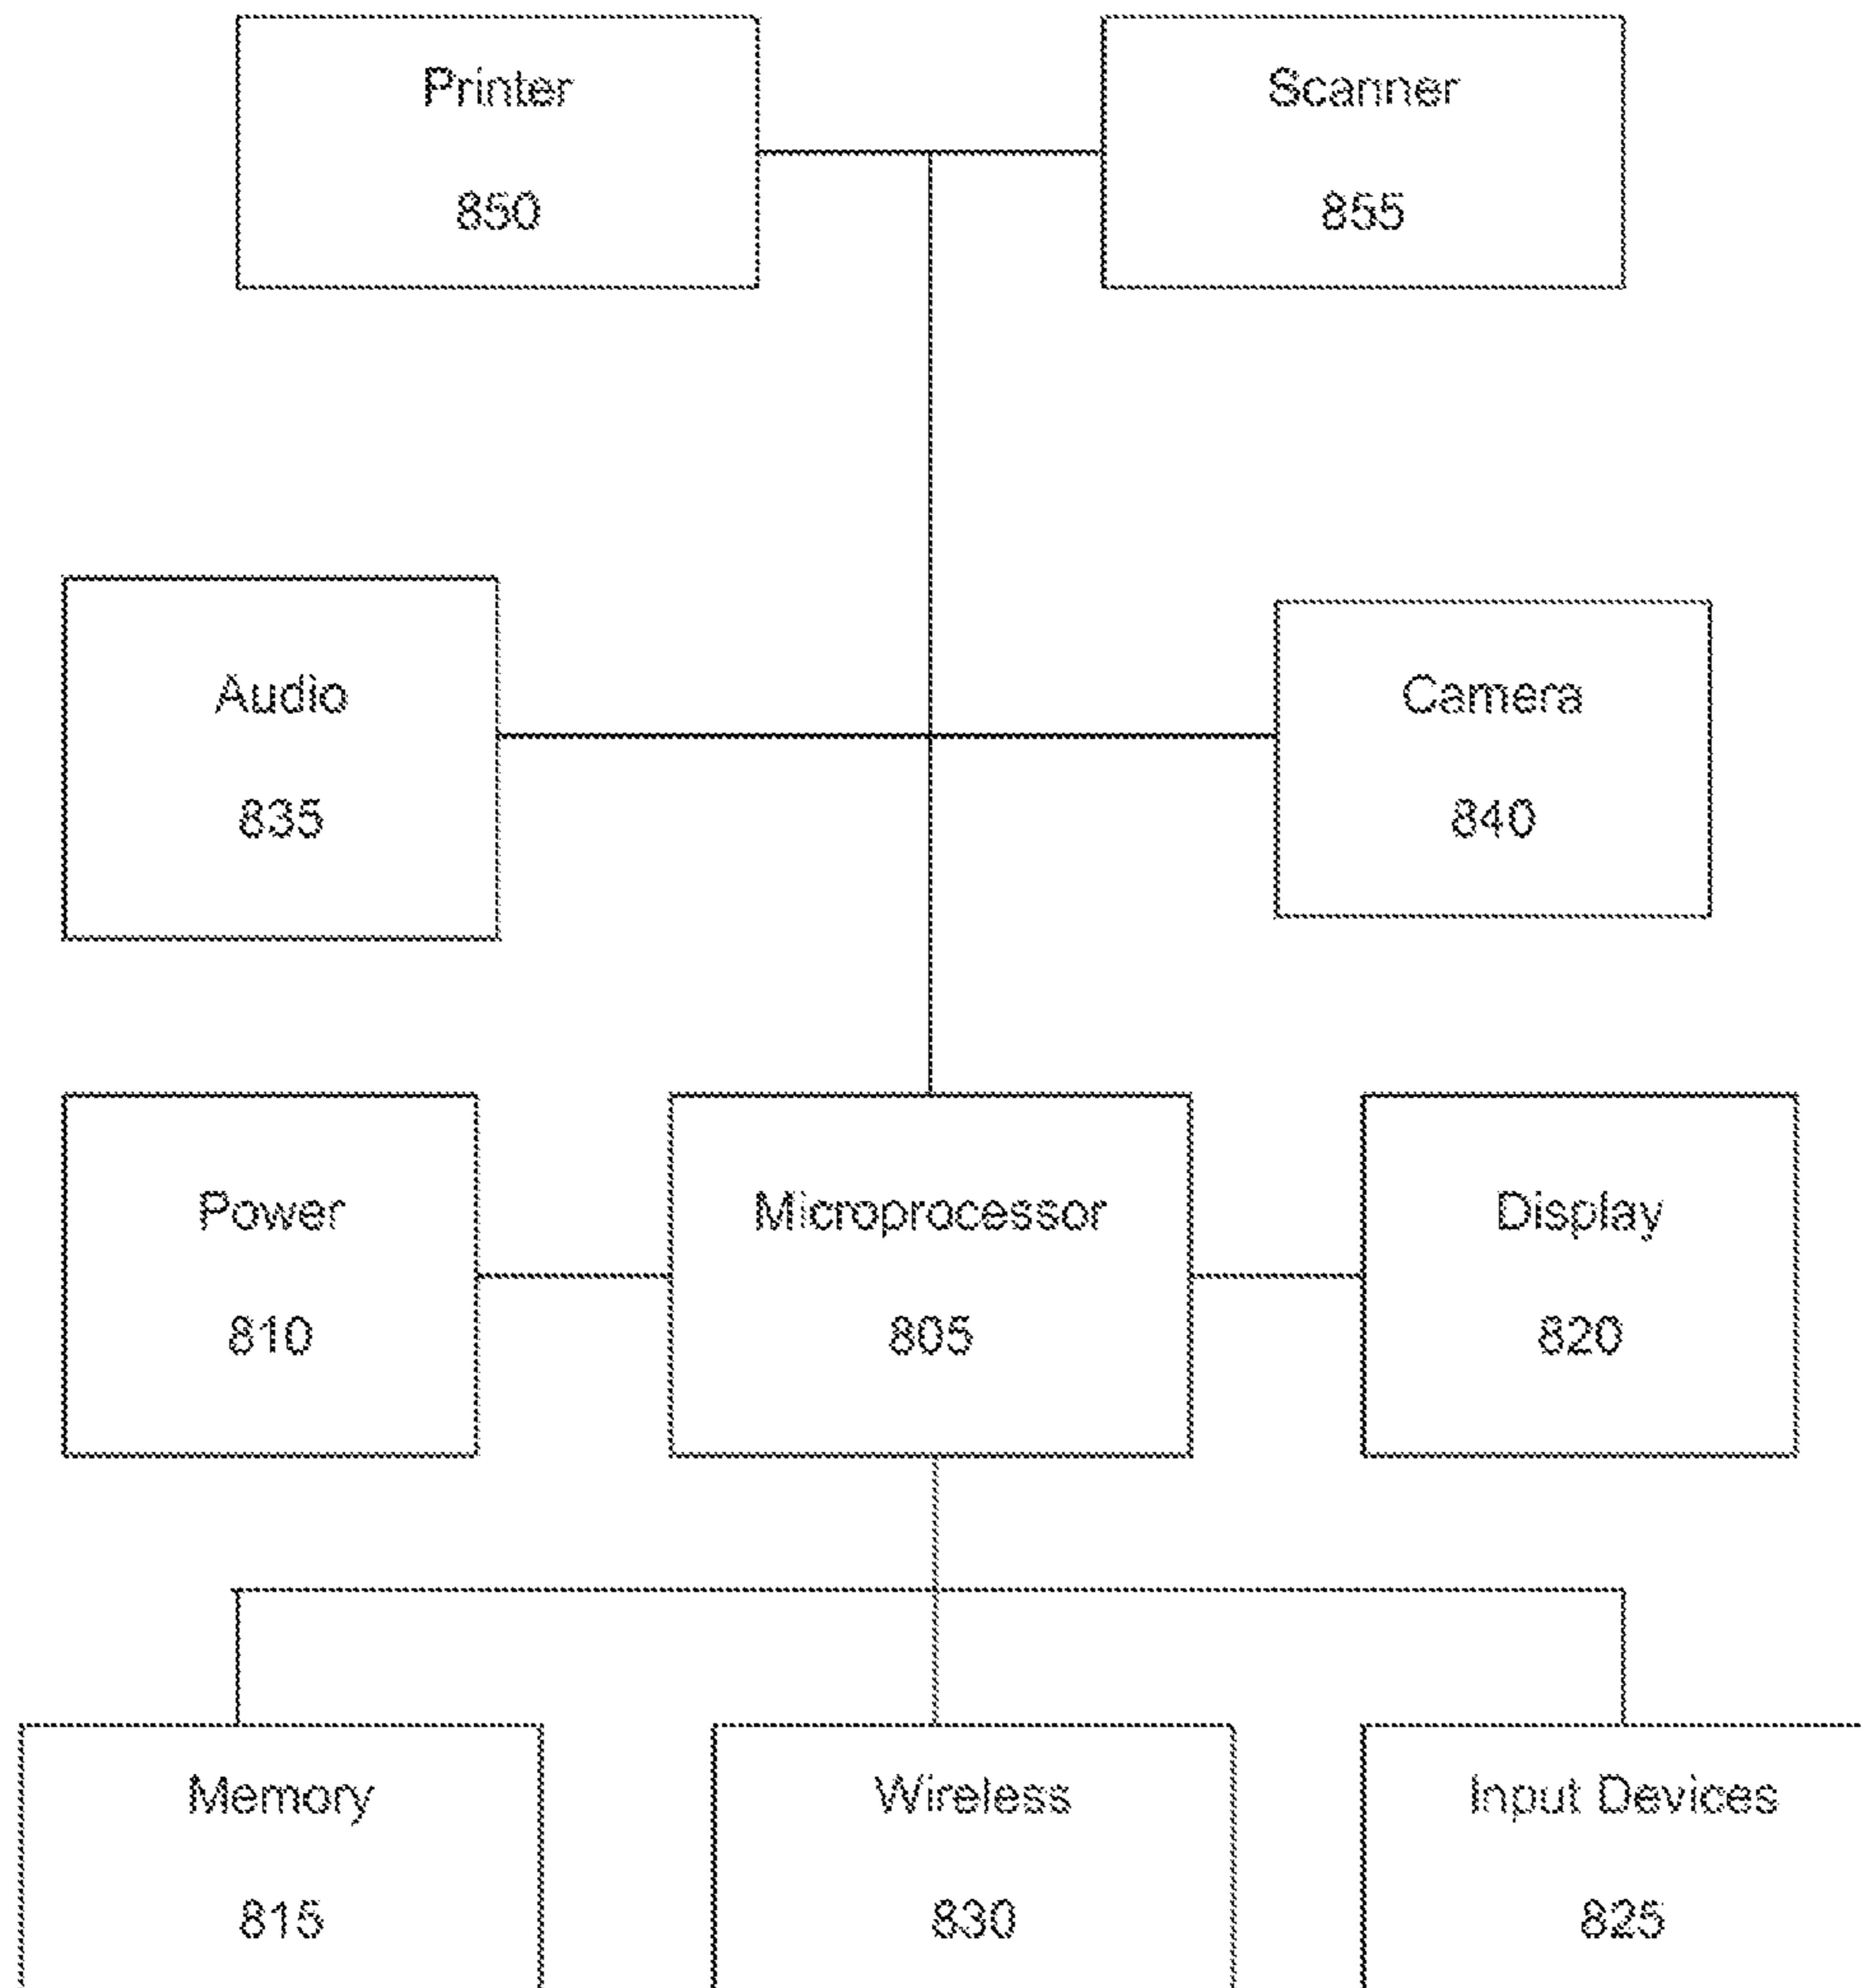 Printer
850
Scanner
855
Audio
835
Camera
840
Power
810
Microprocessor
805
Display
820
Memory
815
Wireless
830
Input Devices
825